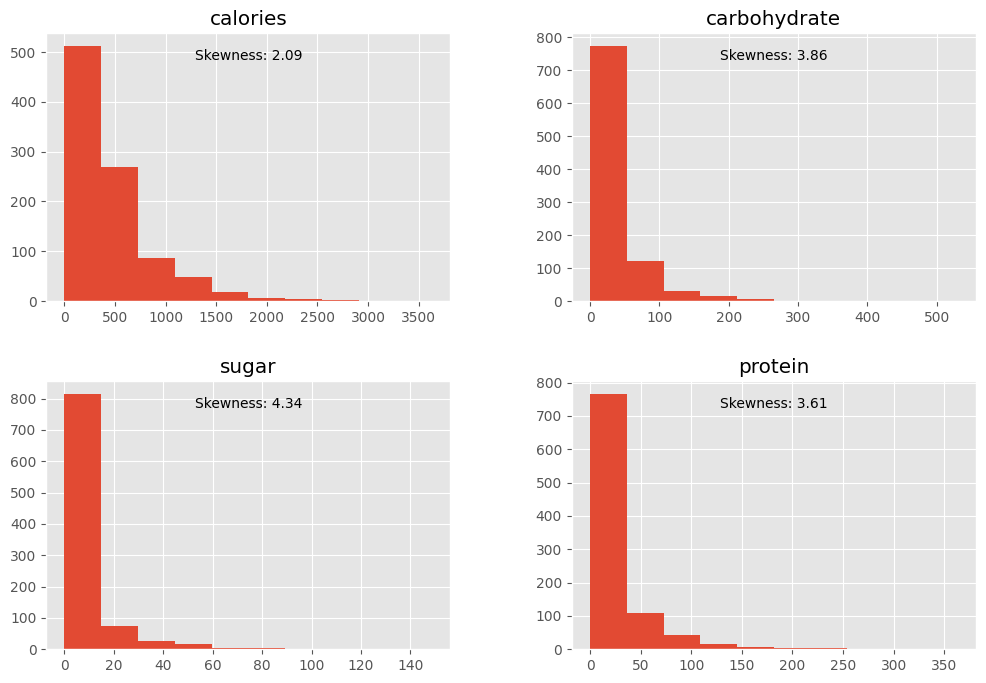 calories
Skewness: 2.09
500
400
300
200
100
0
0 500 1000 1500 2000 2500 3000 3500
carbohydrate
Skewness: 3.86
800
700
600
500
400
300
200
100
0
0 100 200 300 400 500
sugar
Skewness: 4.34
800
700
600
500
400
300
200
100
0
0 20 40 60 80 100 120 140
protein
Skewness: 3.61
800
700
600
500
400
300
200
100
0
0 50 100 150 200 250 300 350